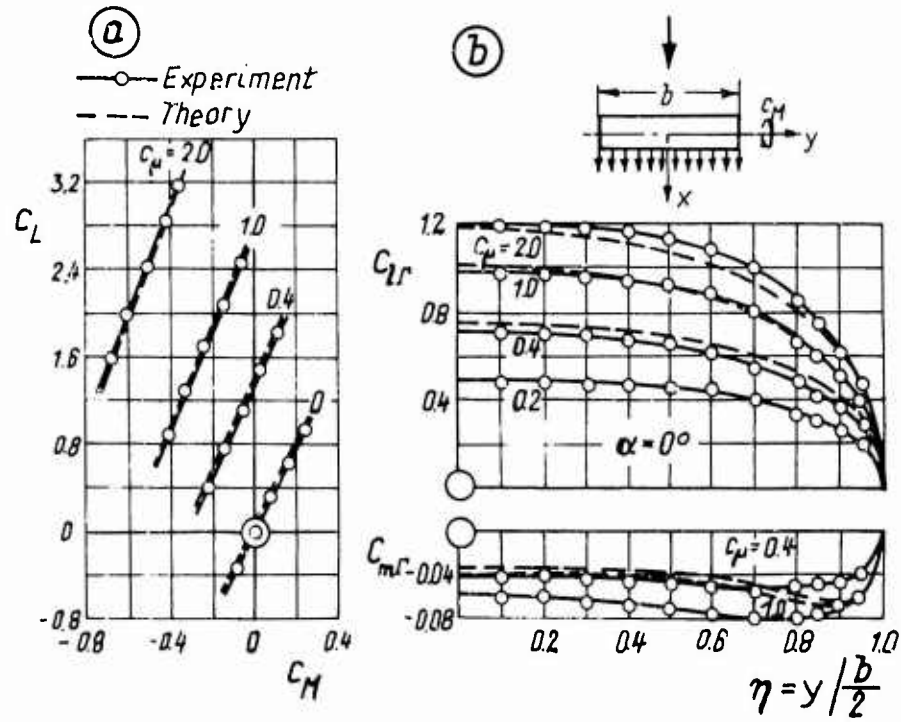 a
Experiment
Theory
cμ = 2.0
1.0
0.4
0
C_L
3,2
2.4
1.6
0.8
0
-0.8
-0.8 -0.4 0 0.4
C_M
b
b
c_M
y
x
C_lΓ
1.2
0.8
0.4
cμ = 2.0
1.0
0.4
0.2
α = 0°
C_mΓ
-0.04
-0.08
cμ = 0.4
1.0
0.2 0.4 0.6 0.8 1.0
η = y / b/2